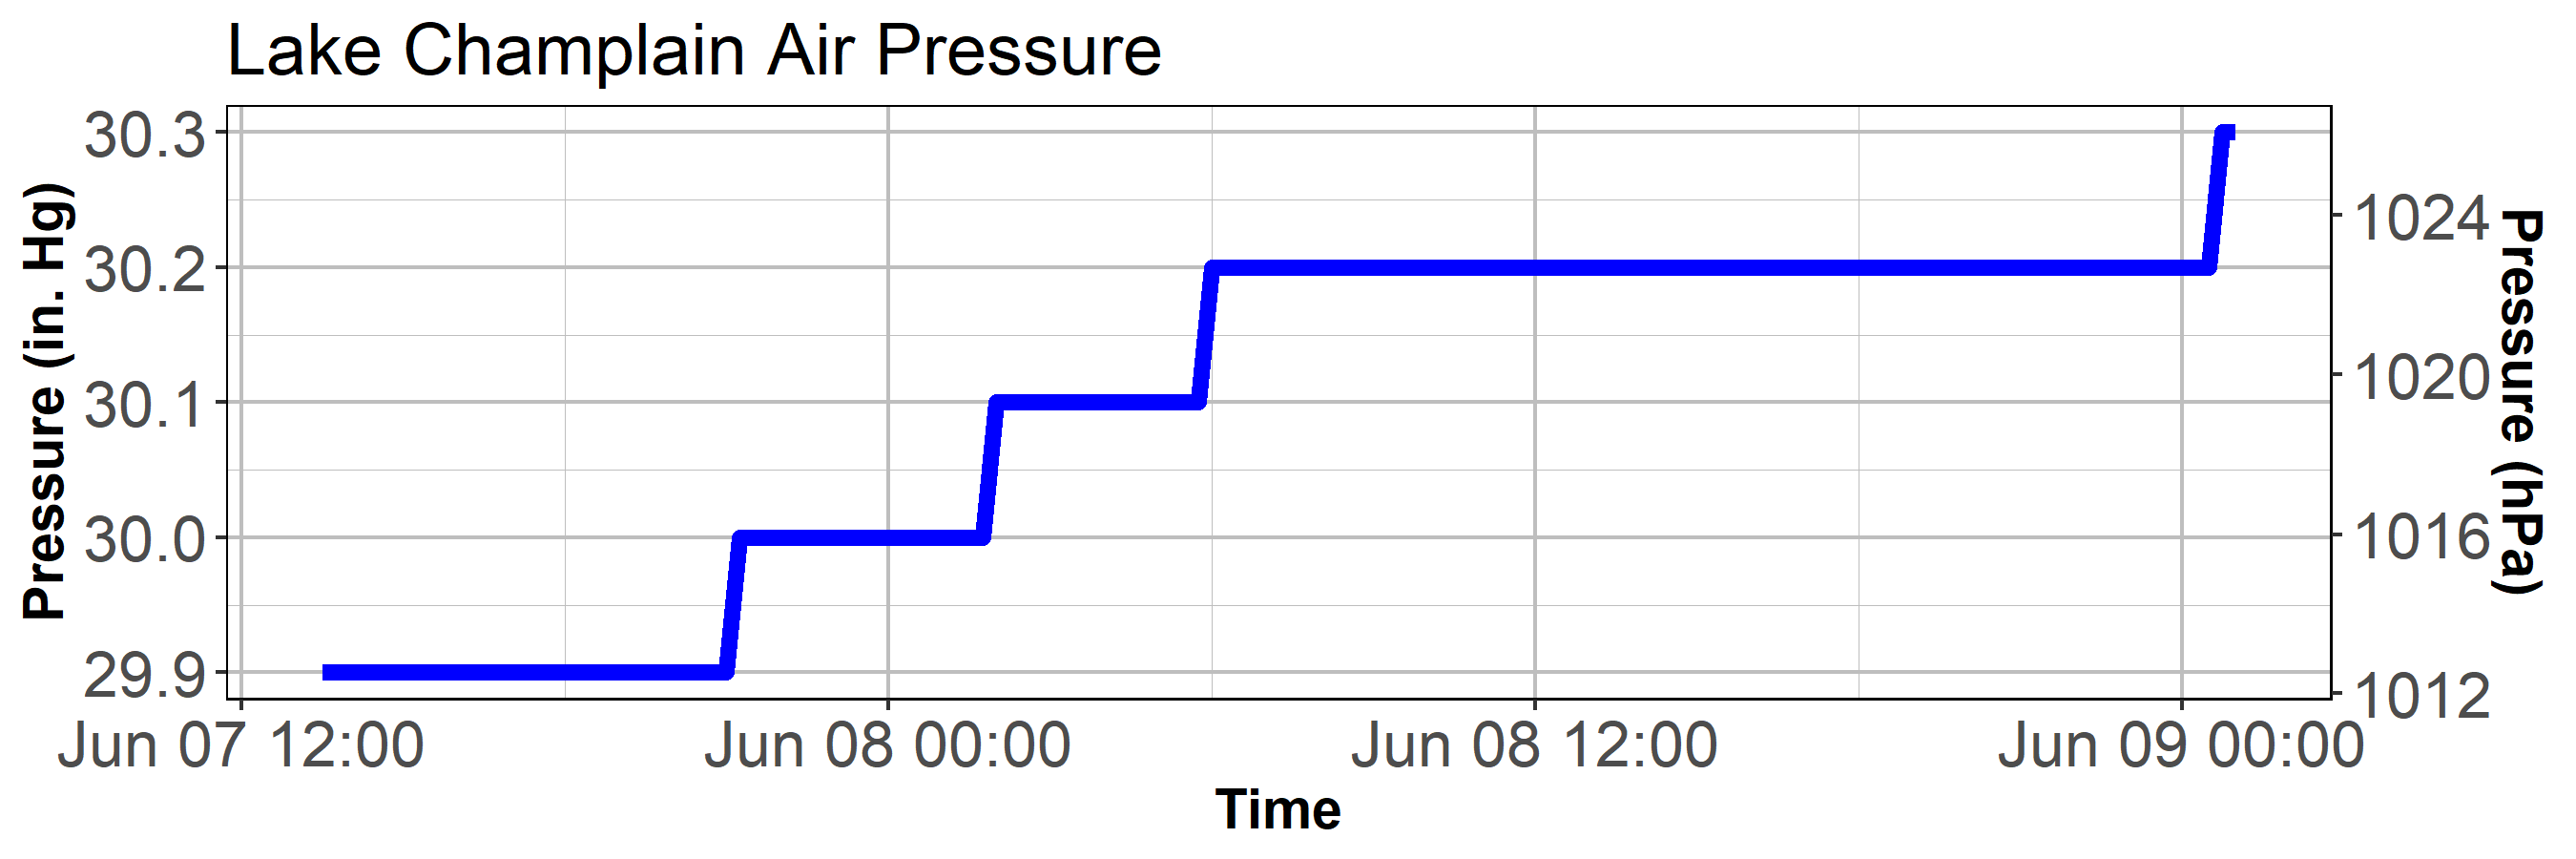 Lake Champlain Air Pressure
Pressure (in. Hg)
30.3
30.2
30.1
30.0
29.9
1024
1020
1016
1012
Pressure (hPa)
Jun 07 12:00 Jun 08 00:00 Jun 08 12:00 Jun 09 00:00
Time